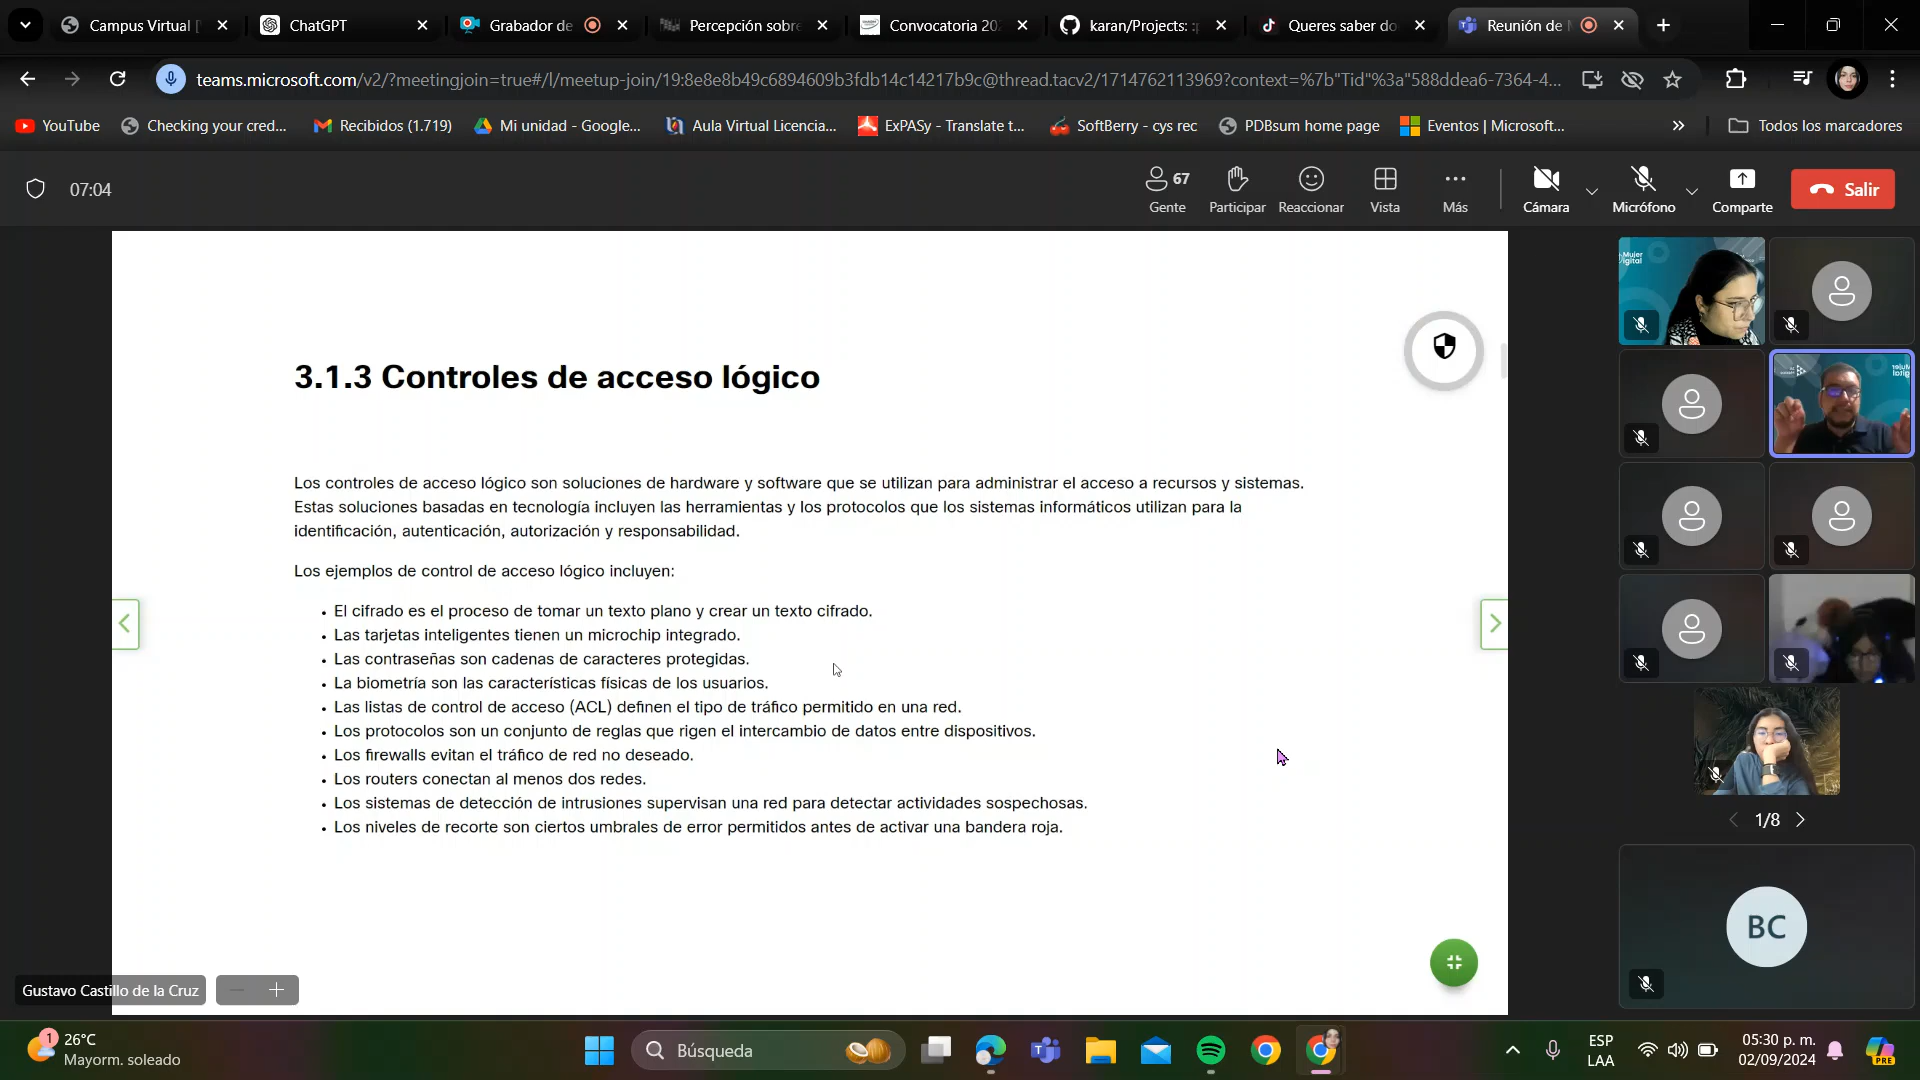 Campus Virtual [
ChatGPT
Grabador de
Percepción sobre
Convocatoria 202
karan/Projects: :p
Queres saber do
Reunión de
teams.microsoft.com/v2/?meetingjoin=true#/l/meetup-join/19:8e8e8b49c6894609b3fdb14c14217b9c@thread.tacv2/1714762113969?context=%7b"Tid"%3a"588ddea6-7364-4...
YouTube
Checking your cred...
Recibidos (1.719)
Mi unidad - Google...
Aula Virtual Licencia...
ExPASy - Translate t...
SoftBerry - cys rec
PDBsum home page
Eventos | Microsoft...
»
Todos los marcadores
07:04
67
Gente
Participar
Reaccionar
Vista
Más
Cámara
Micrófono
Comparte
Salir
Mujer
Digital
3.1.3 Controles de acceso lógico
Los controles de acceso lógico son soluciones de hardware y software que se utilizan para administrar el acceso a recursos y sistemas.
Estas soluciones basadas en tecnología incluyen las herramientas y los protocolos que los sistemas informáticos utilizan para la
identificación, autenticación, autorización y responsabilidad.
Los ejemplos de control de acceso lógico incluyen:
• El cifrado es el proceso de tomar un texto plano y crear un texto cifrado.
• Las tarjetas inteligentes tienen un microchip integrado.
• Las contraseñas son cadenas de caracteres protegidas.
• La biometría son las características físicas de los usuarios.
• Las listas de control de acceso (ACL) definen el tipo de tráfico permitido en una red.
• Los protocolos son un conjunto de reglas que rigen el intercambio de datos entre dispositivos.
• Los firewalls evitan el tráfico de red no deseado.
• Los routers conectan al menos dos redes.
• Los sistemas de detección de intrusiones supervisan una red para detectar actividades sospechosas.
• Los niveles de recorte son ciertos umbrales de error permitidos antes de activar una bandera roja.
1/8
BC
Gustavo Castillo de la Cruz
1
26°C
Mayorm. soleado
Búsqueda
ESP
LAA
05:30 p. m.
02/09/2024
PRE